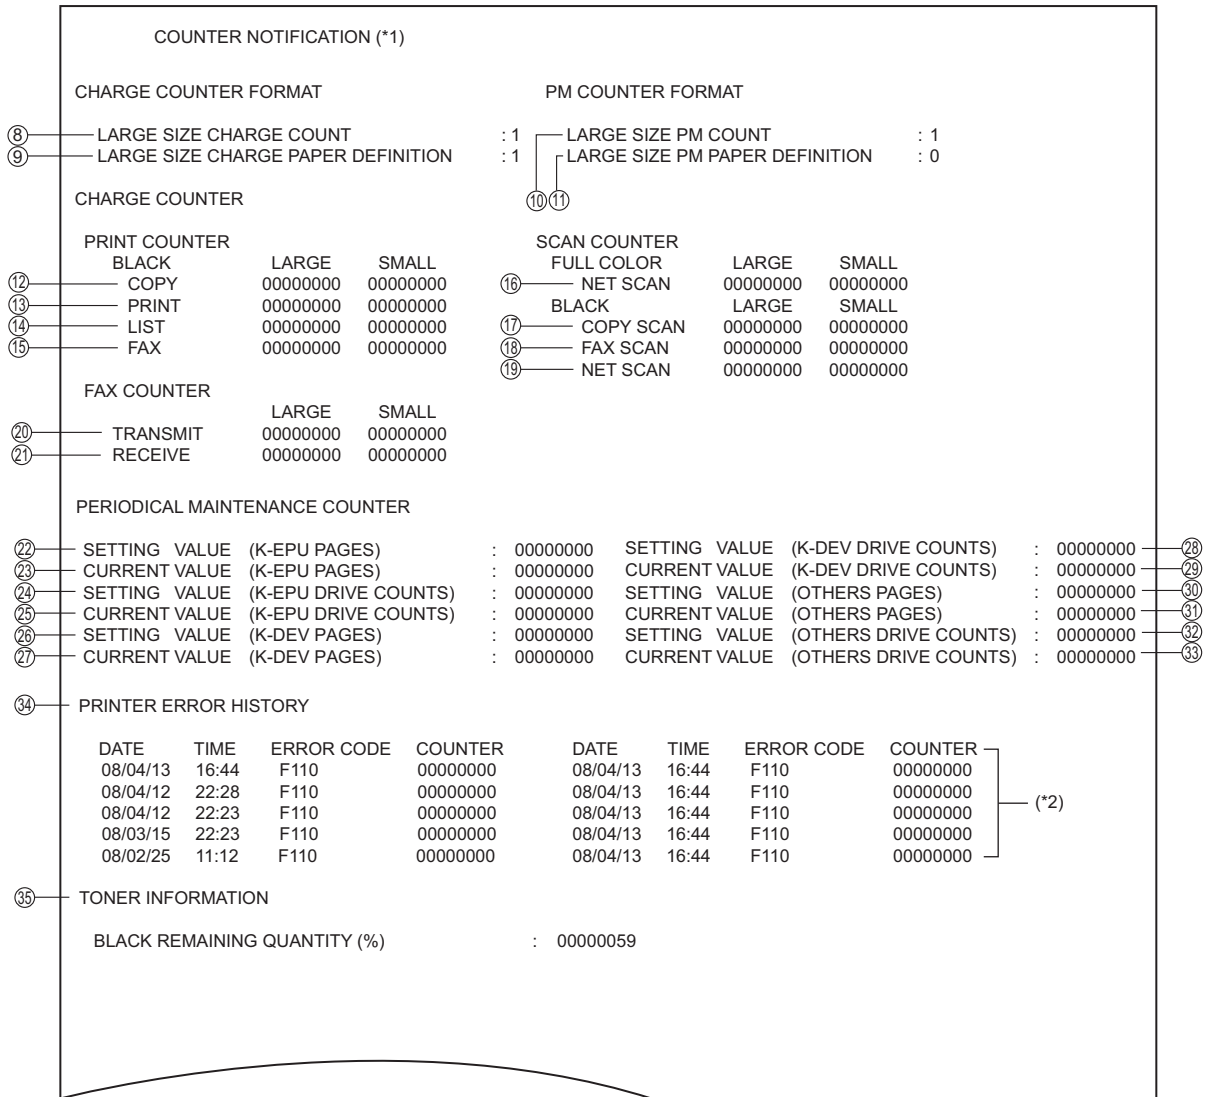 COUNTER NOTIFICATION (*1)
CHARGE COUNTER FORMAT PM COUNTER FORMAT
⑧ LARGE SIZE CHARGE COUNT : 1 ⑩ LARGE SIZE PM COUNT : 1
⑨ LARGE SIZE CHARGE PAPER DEFINITION : 1 ⑪ LARGE SIZE PM PAPER DEFINITION : 0
CHARGE COUNTER
PRINT COUNTER SCAN COUNTER
BLACK LARGE SMALL FULL COLOR LARGE SMALL
⑫ COPY 00000000 00000000 ⑯ NET SCAN 00000000 00000000
⑬ PRINT 00000000 00000000 BLACK LARGE SMALL
⑭ LIST 00000000 00000000 ⑰ COPY SCAN 00000000 00000000
⑮ FAX 00000000 00000000 ⑱ FAX SCAN 00000000 00000000
⑲ NET SCAN 00000000 00000000
FAX COUNTER
LARGE SMALL
⑳ TRANSMIT 00000000 00000000
㉑ RECEIVE 00000000 00000000
PERIODICAL MAINTENANCE COUNTER
㉒ SETTING VALUE (K-EPU PAGES) : 00000000 SETTING VALUE (K-DEV DRIVE COUNTS) : 00000000 ㉘
㉓ CURRENT VALUE (K-EPU PAGES) : 00000000 CURRENT VALUE (K-DEV DRIVE COUNTS) : 00000000 ㉙
㉔ SETTING VALUE (K-EPU DRIVE COUNTS) : 00000000 SETTING VALUE (OTHERS PAGES) : 00000000 ㉚
㉕ CURRENT VALUE (K-EPU DRIVE COUNTS) : 00000000 CURRENT VALUE (OTHERS PAGES) : 00000000 ㉛
㉖ SETTING VALUE (K-DEV PAGES) : 00000000 SETTING VALUE (OTHERS DRIVE COUNTS) : 00000000 ㉜
㉗ CURRENT VALUE (K-DEV PAGES) : 00000000 CURRENT VALUE (OTHERS DRIVE COUNTS) : 00000000 ㉝
㉞ PRINTER ERROR HISTORY
DATE TIME ERROR CODE COUNTER DATE TIME ERROR CODE COUNTER
08/04/13 16:44 F110 00000000 08/04/13 16:44 F110 00000000
08/04/12 22:28 F110 00000000 08/04/13 16:44 F110 00000000
08/04/12 22:23 F110 00000000 08/04/13 16:44 F110 00000000 (*2)
08/03/15 22:23 F110 00000000 08/04/13 16:44 F110 00000000
08/02/25 11:12 F110 00000000 08/04/13 16:44 F110 00000000
㉟ TONER INFORMATION
BLACK REMAINING QUANTITY (%) : 00000059